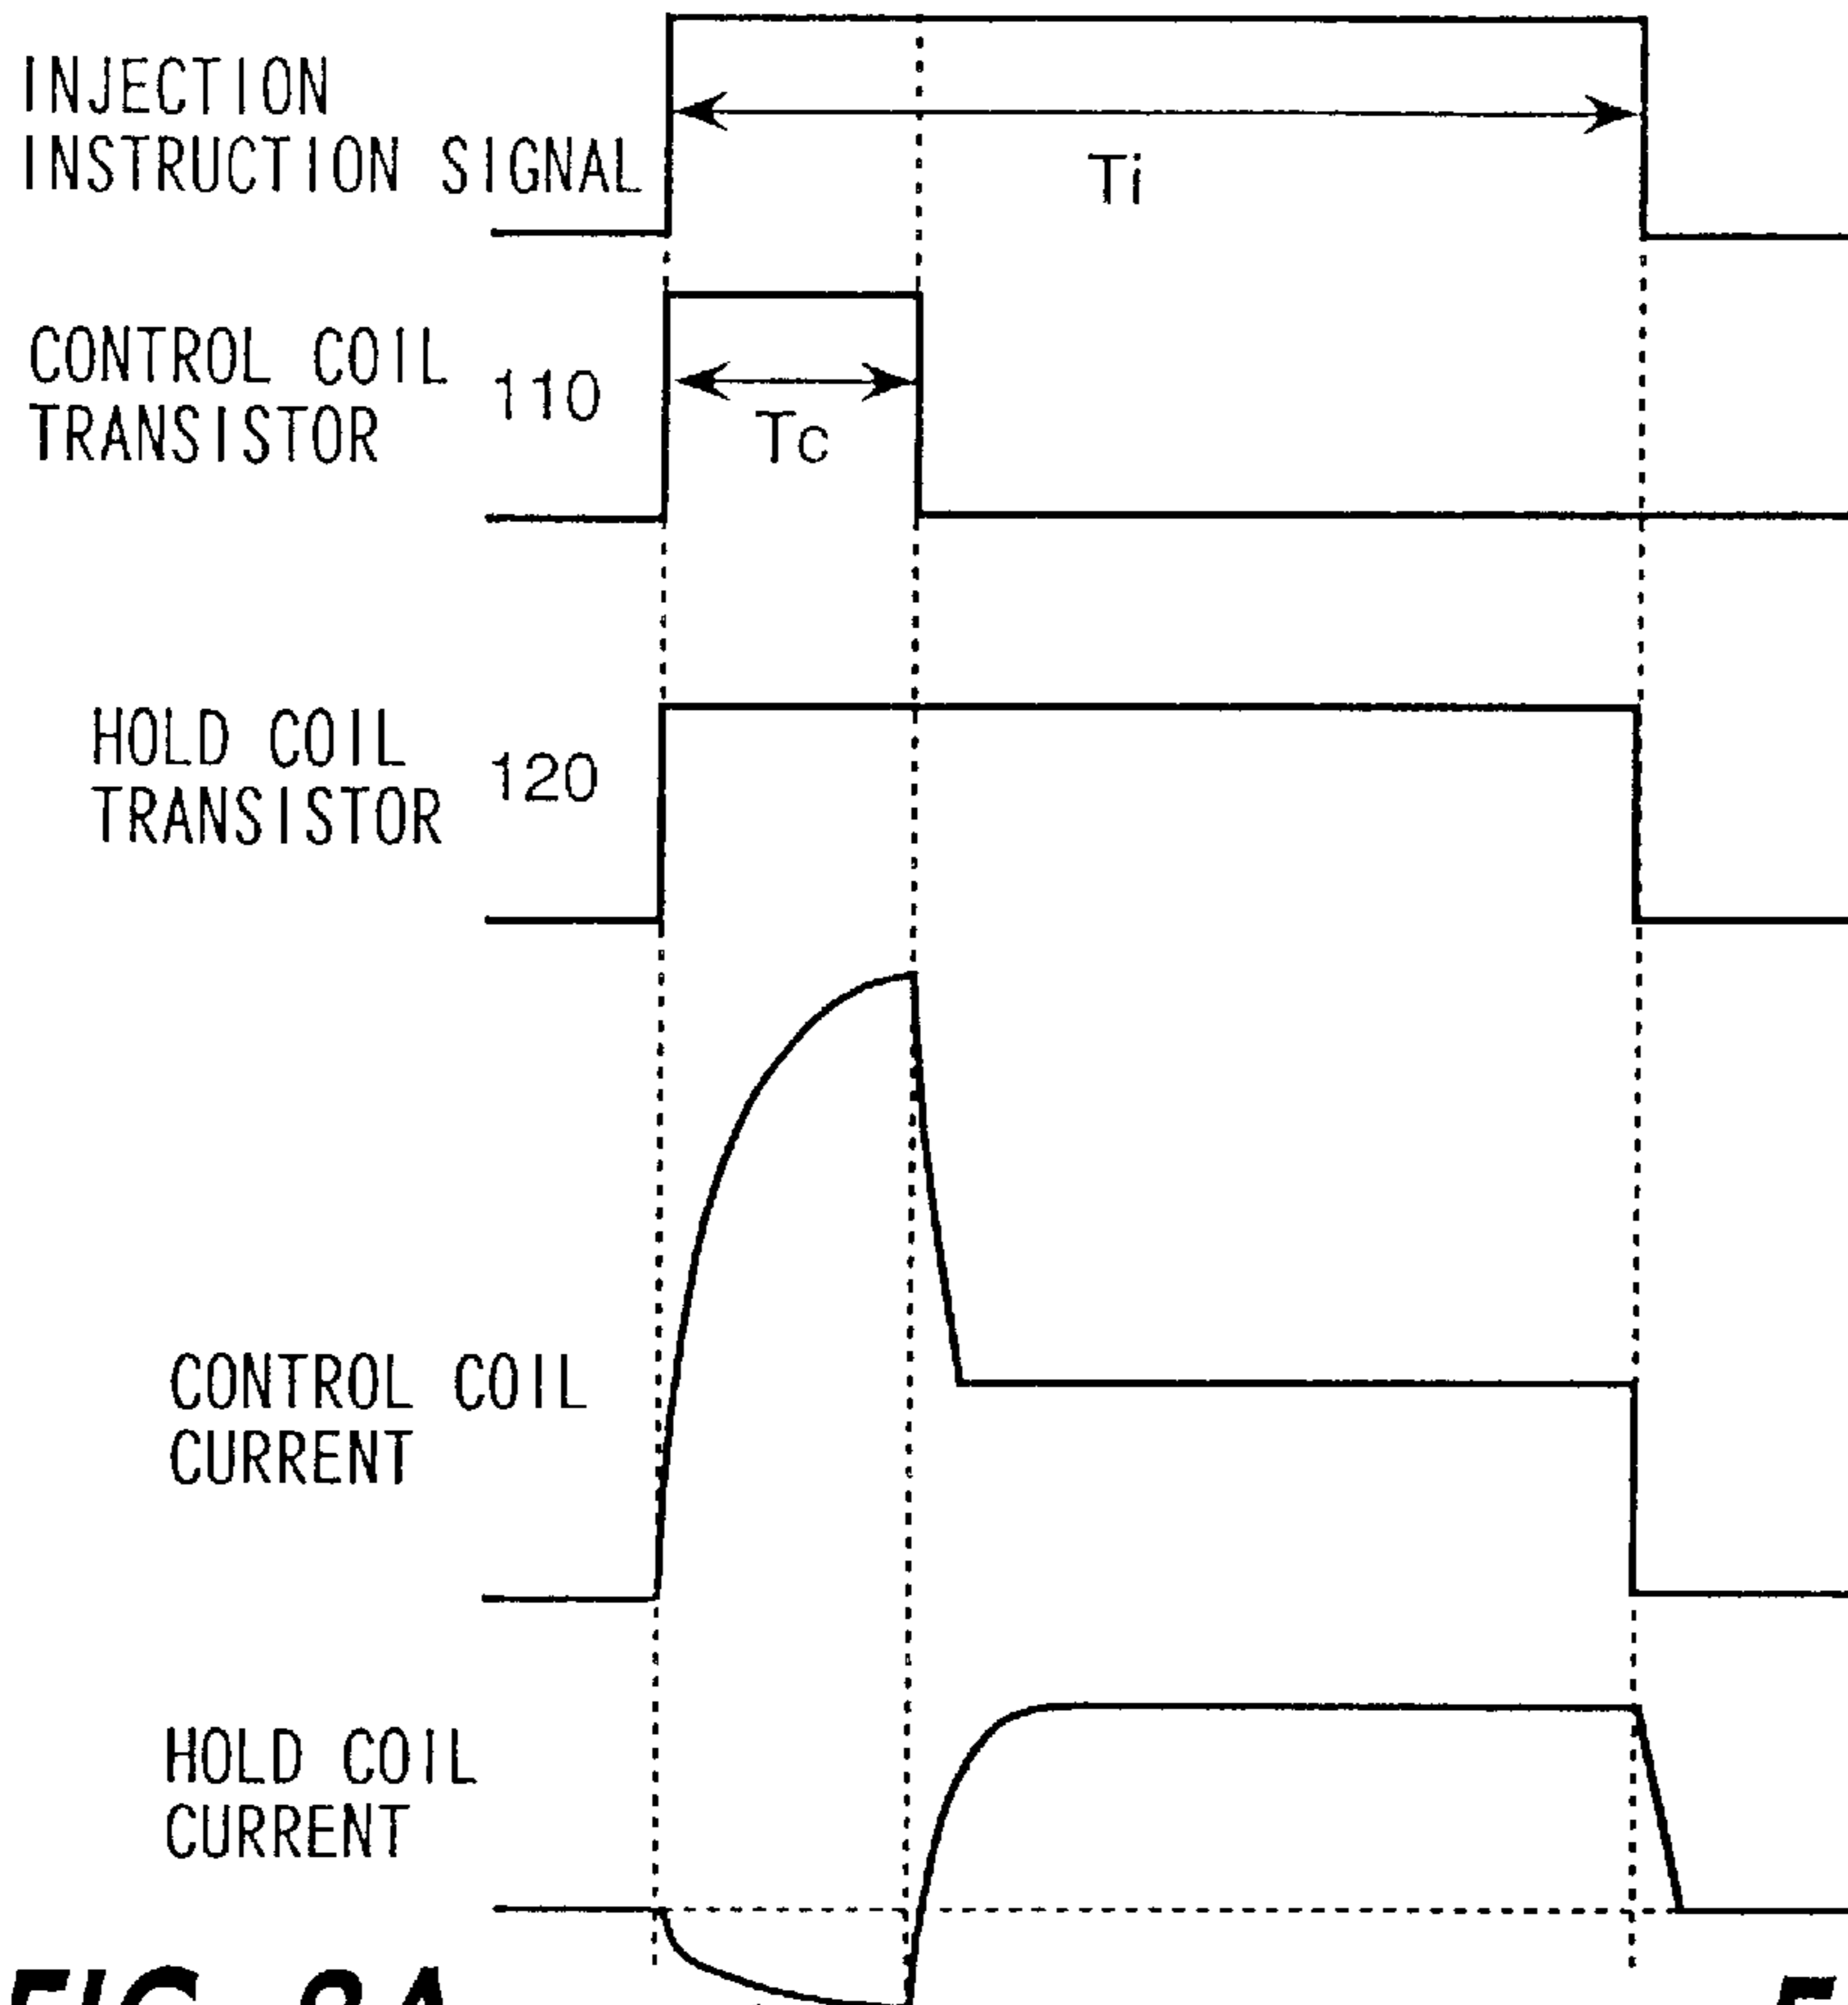 INJECTION
INSTRUCTION SIGNAL
Ti
CONTROL COIL
TRANSISTOR
110
Tc
HOLD COIL
TRANSISTOR
120
CONTROL COIL
CURRENT
HOLD COIL
CURRENT